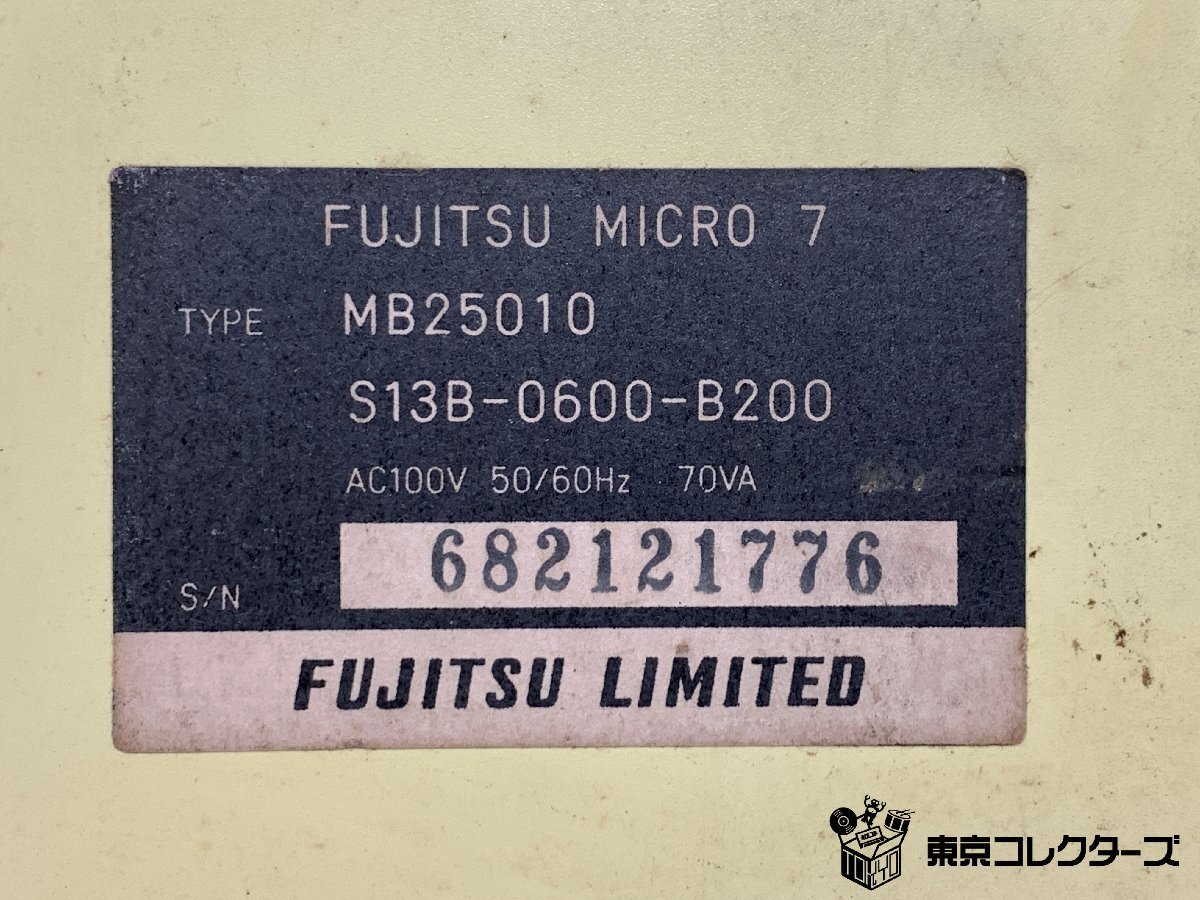 FUJITSU MICRO 7
TYPE MB25010
S13B-0600-B200
AC100V 50/60Hz 70VA
S/N 682121776
FUJITSU LIMITED
東京コレクターズ